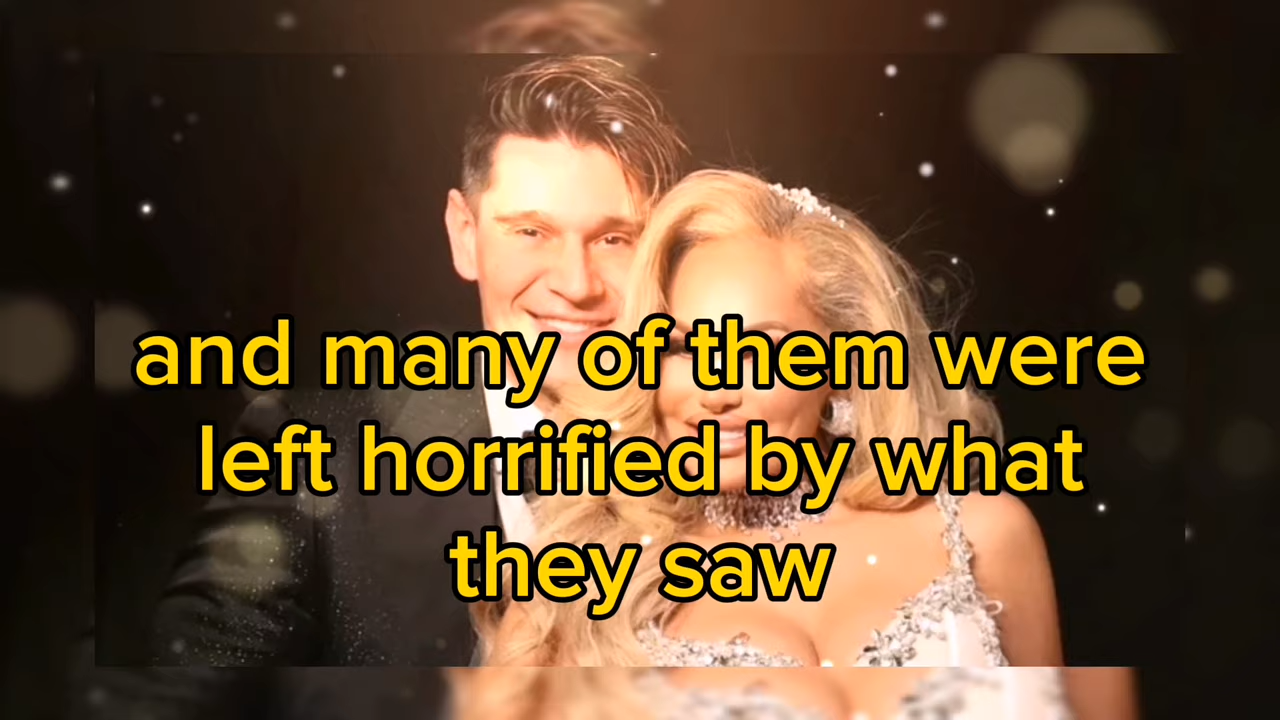 and many of them were
left horrified by what
they saw